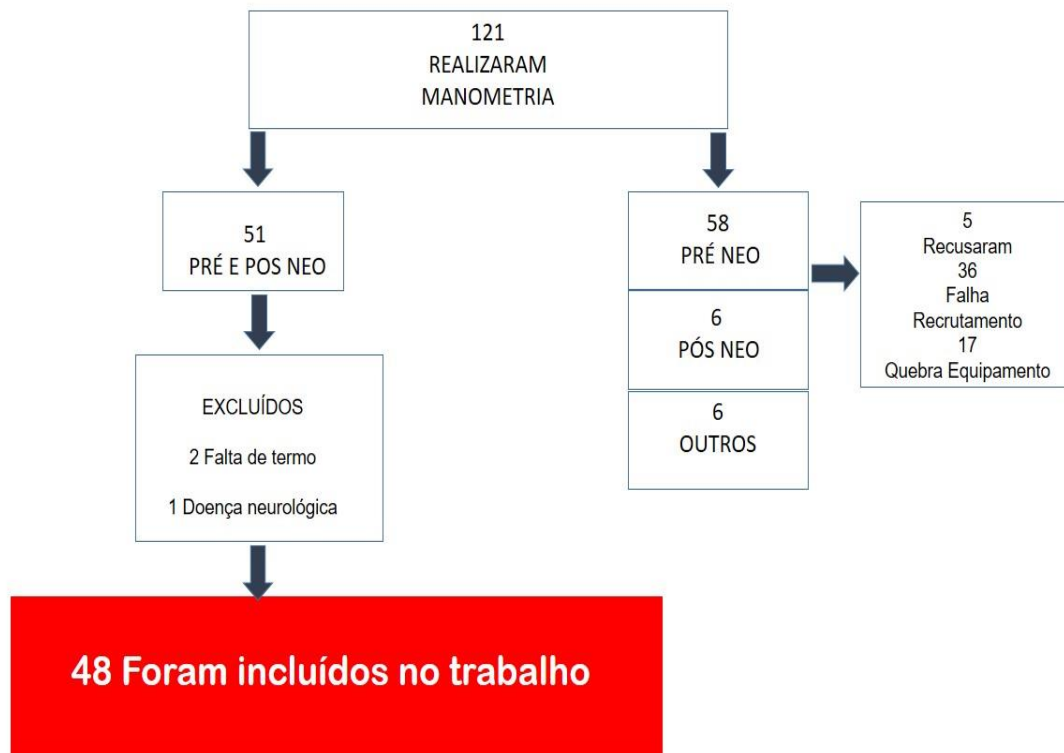 121
REALIZARAM
MANOMETRIA
51
PRÉ E POS NEO
EXCLUÍDOS
2 Falta de termo
1 Doença neurológica
58
PRÉ NEO
6
PÓS NEO
6
OUTROS
5
Recusaram
36
Falha
Recrutamento
17
Quebra Equipamento
48 Foram incluídos no trabalho